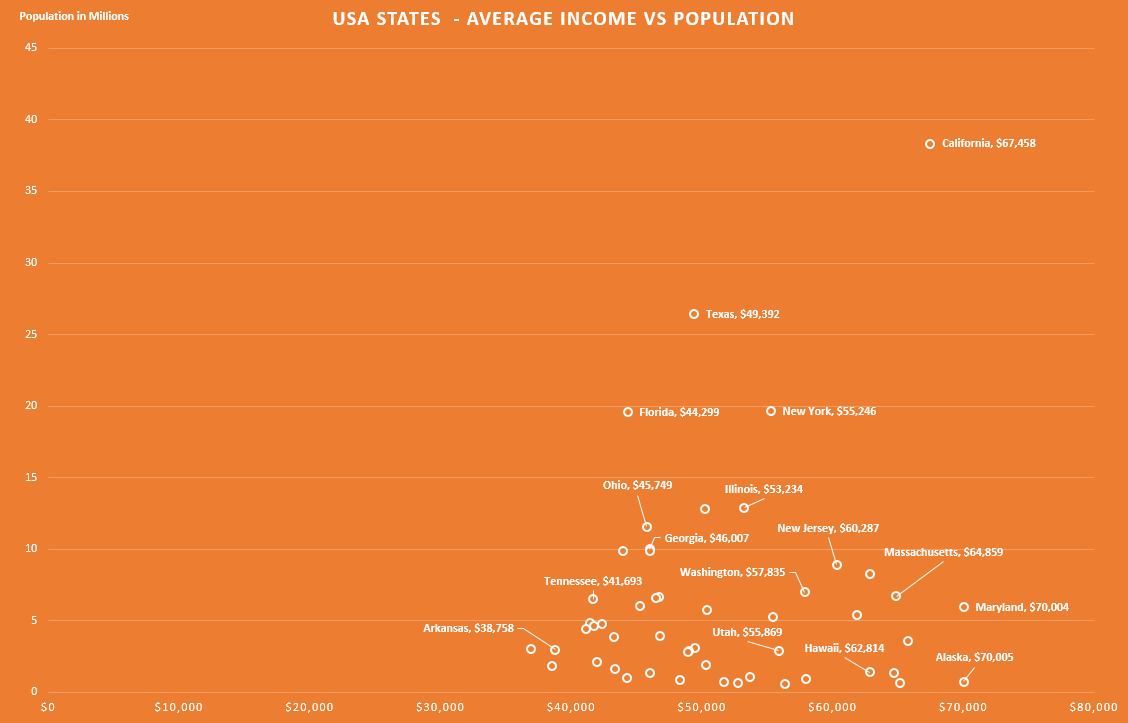 Population in Millions
USA STATES - AVERAGE INCOME VS POPULATION
45
40
California, $67,458
35
30
Texas, $49,392
25
20
Florida, $44,299
New York, $55,246
15
Ohio, $45,749
Illinois, $53,234
New Jersey, $60,287
10
Georgia, $46,007
Massachusetts, $64,859
Washington, $57,835
Tennessee, $41,693
Maryland, $70,004
5
Arkansas, $38,758
Utah, $55,869
Hawaii, $62,814
Alaska, $70,005
0
$0
$10,000
$20,000
$30,000
$40,000
$50,000
$60,000
$70,000
$80,000